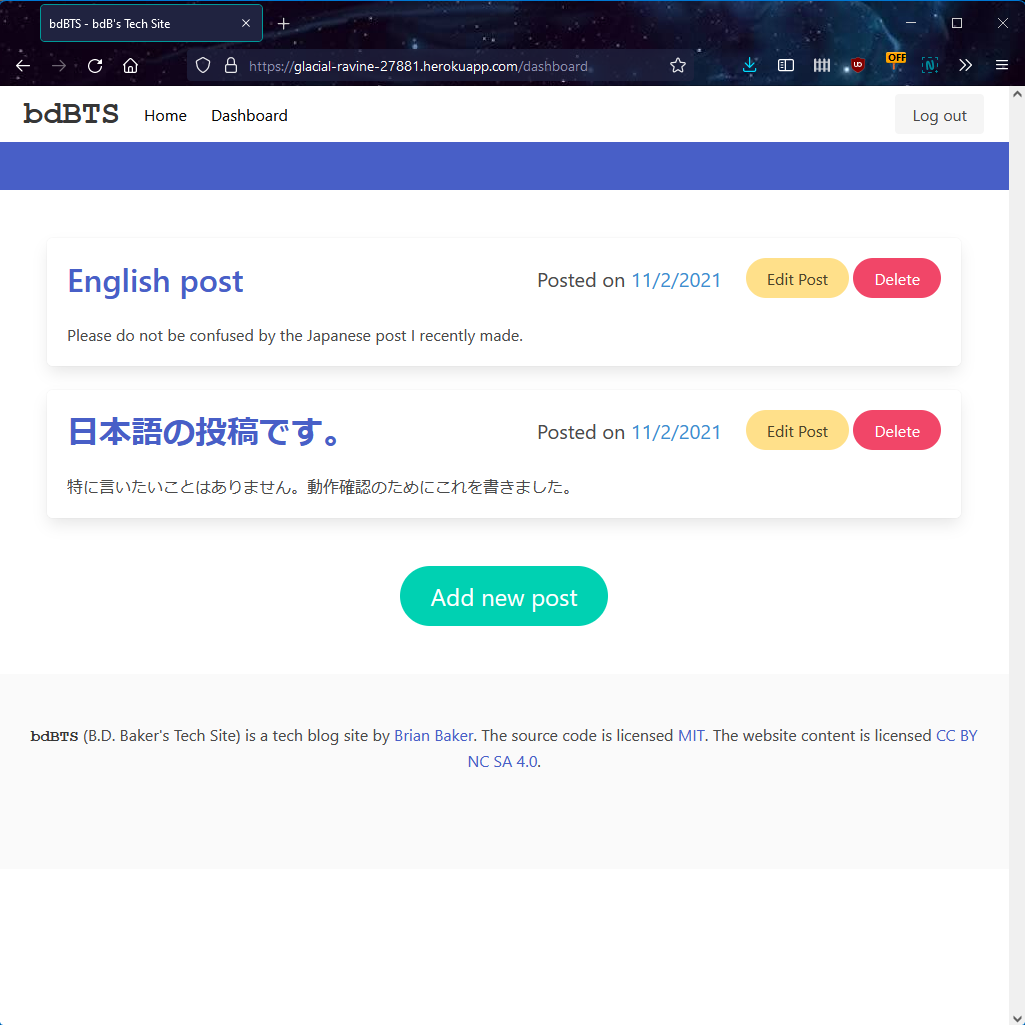 bdBTS - bdB's Tech Site
https://glacial-ravine-27881.herokuapp.com/dashboard
UD
OFF
N
bdBTS Home Dashboard Log out
English post Posted on 11/2/2021 Edit Post Delete
Please do not be confused by the Japanese post I recently made.
日本語の投稿です。 Posted on 11/2/2021 Edit Post Delete
特に言いたいことはありません。動作確認のためにこれを書きました。
Add new post
bdBTS (B.D. Baker's Tech Site) is a tech blog site by Brian Baker. The source code is licensed MIT. The website content is licensed CC BY
NC SA 4.0.